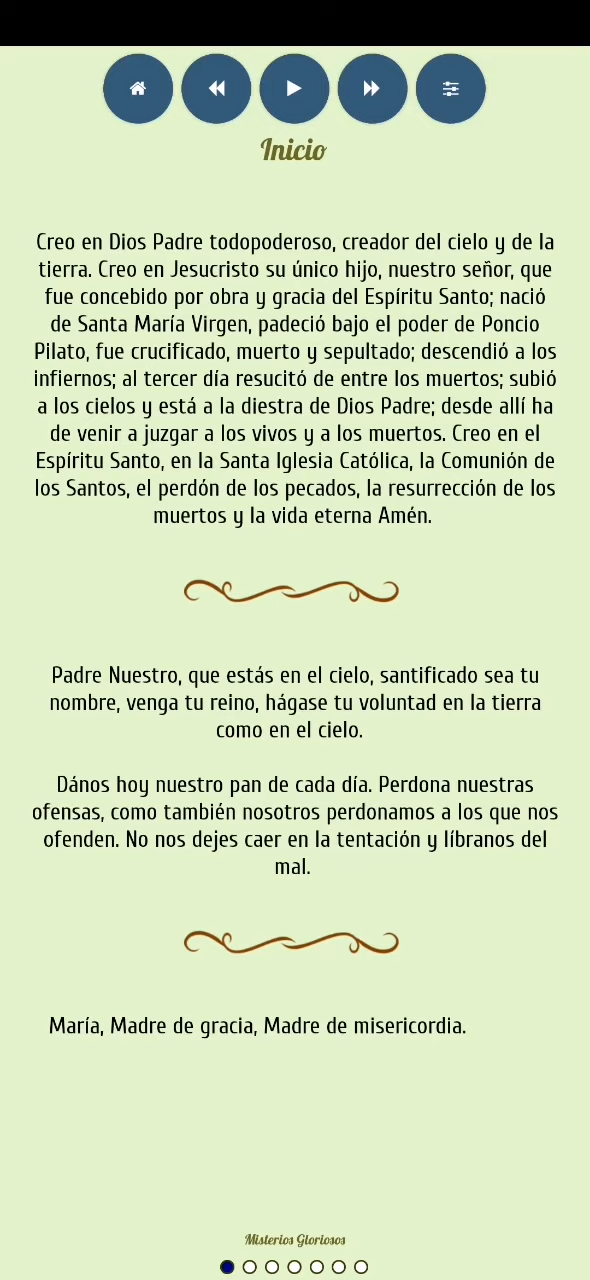 Inicio
Creo en Dios Padre todopoderoso, creador del cielo y de la
tierra. Creo en Jesucristo su único hijo, nuestro señor, que
fue concebido por obra y gracia del Espíritu Santo; nació
de Santa María Virgen, padeció bajo el poder de Poncio
Pilato, fue crucificado, muerto y sepultado; descendió a los
infiernos; al tercer día resucitó de entre los muertos; subió
a los cielos y está a la diestra de Dios Padre; desde allí ha
de venir a juzgar a los vivos y a los muertos. Creo en el
Espíritu Santo, en la Santa Iglesia Católica, la Comunión de
los Santos, el perdón de los pecados, la resurrección de los
muertos y la vida eterna Amén.
Padre Nuestro, que estás en el cielo, santificado sea tu
nombre, venga tu reino, hágase tu voluntad en la tierra
como en el cielo.
Dános hoy nuestro pan de cada día. Perdona nuestras
ofensas, como también nosotros perdonamos a los que nos
ofenden. No nos dejes caer en la tentación y líbranos del
mal.
María, Madre de gracia, Madre de misericordia.
Misterios Gloriosos